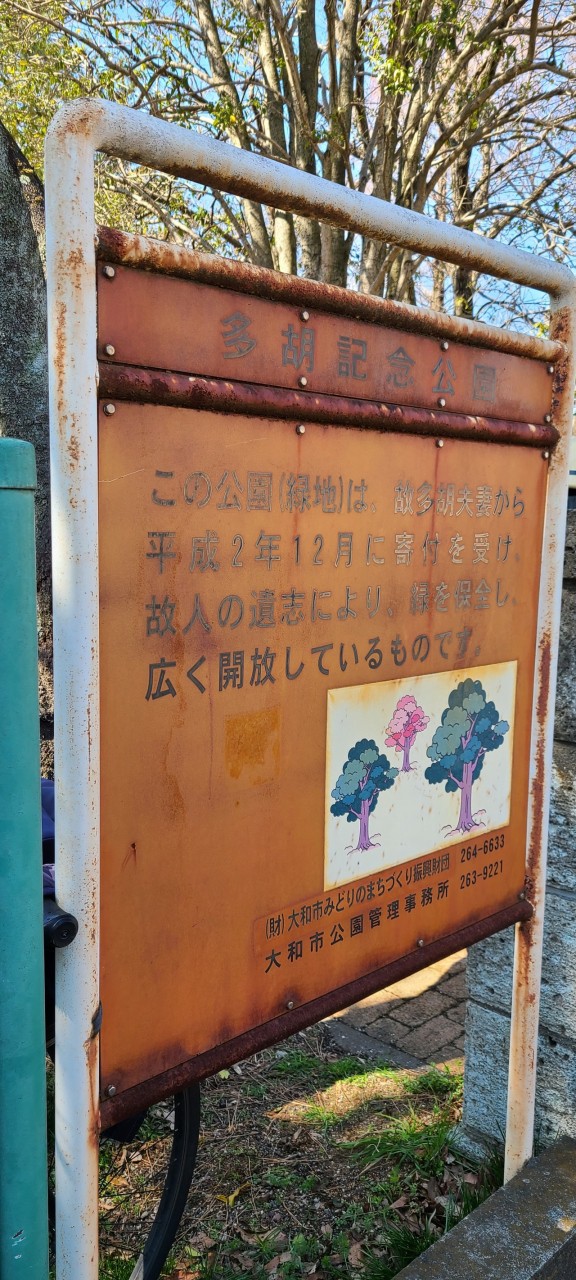 多胡記念公園
この公園(緑地)は、故多胡夫妻から
平成2年12月に寄付を受け、
故人の遺志により、緑を保全し、
広く開放しているものです。
(財)大和市みどりのまちづくり振興財団 264-6633
大和市公園管理事務所 263-9221